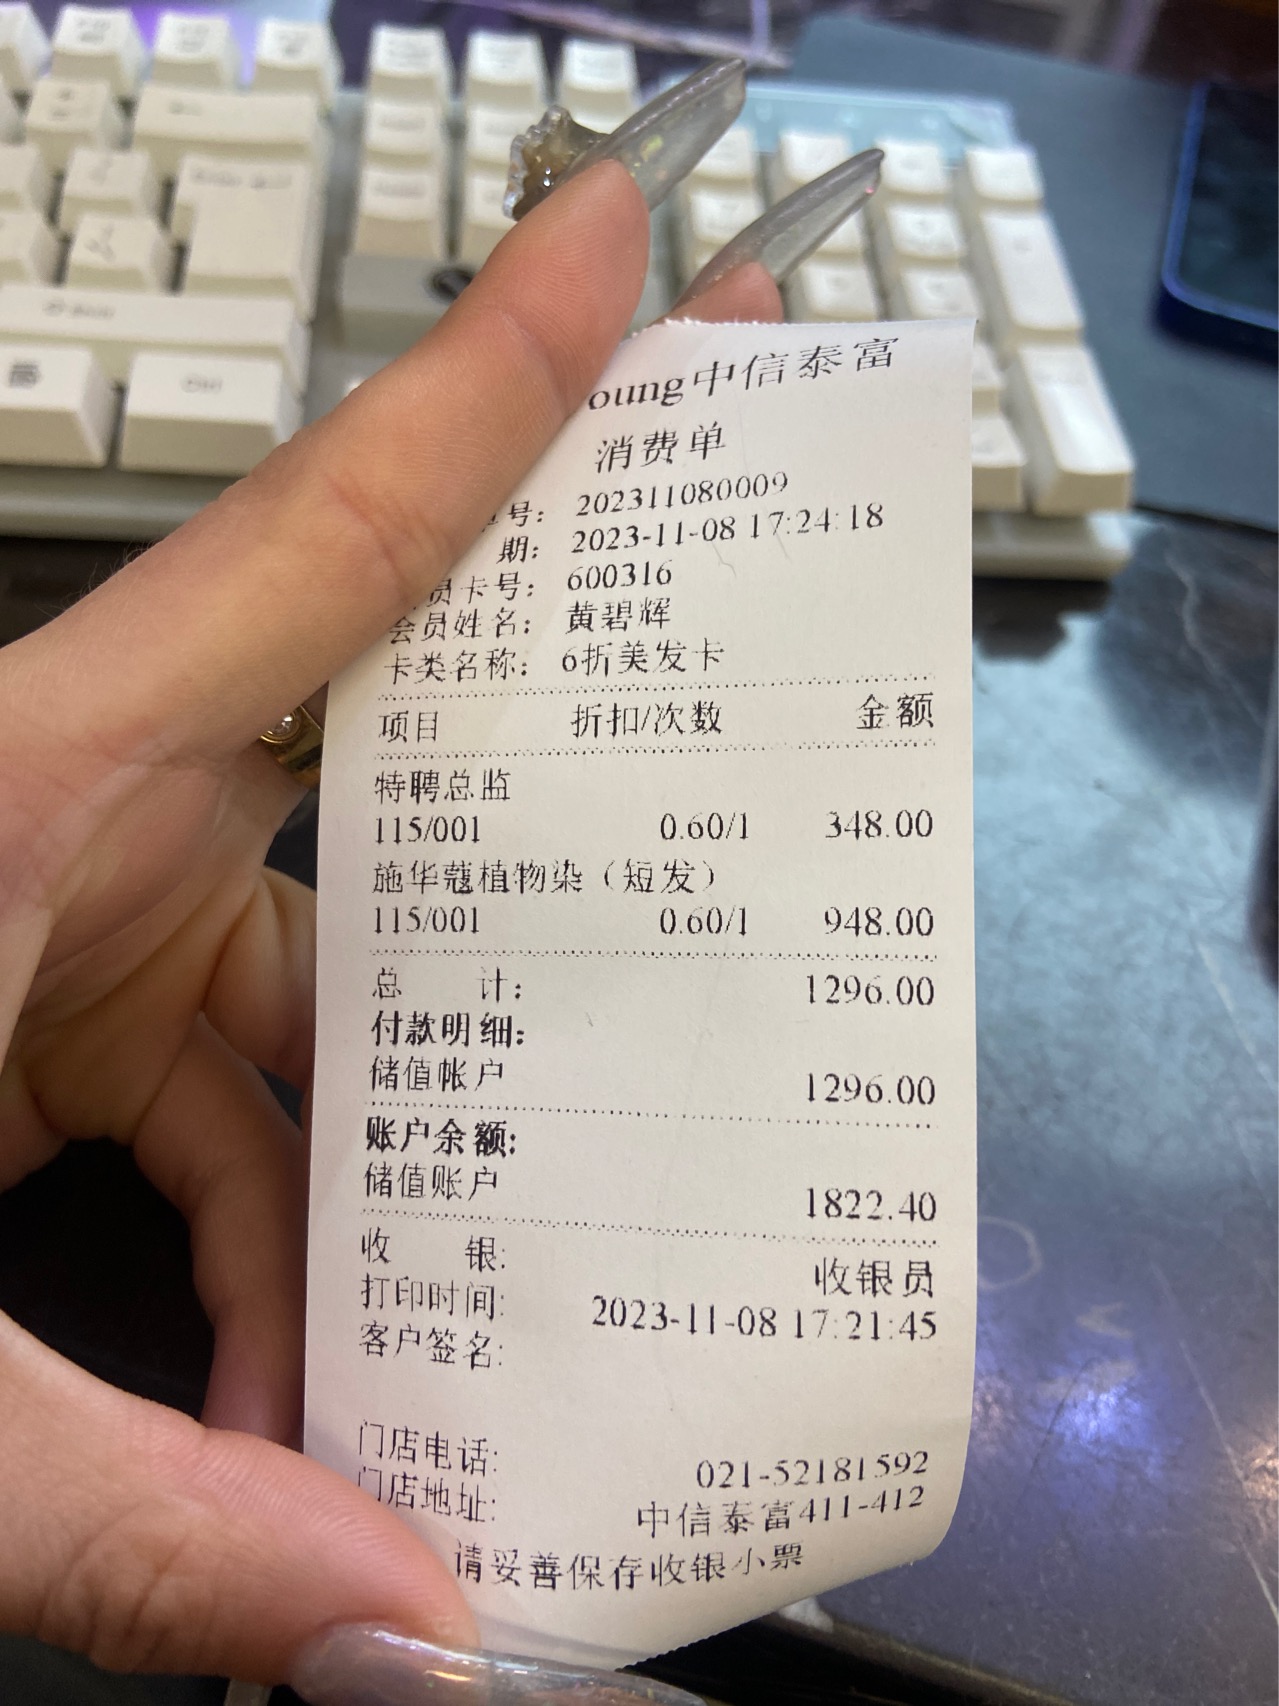 oung中信泰富
消费单
号: 202311080009
期: 2023-11-08 17:24:18
员卡号: 600316
会员姓名: 黄碧辉
卡类名称: 6折美发卡
项目 折扣/次数 金额
特聘总监
115/001 0.60/1 348.00
施华蔻植物染（短发）
115/001 0.60/1 948.00
总 计: 1296.00
付款明细:
储值帐户 1296.00
账户余额:
储值账户 1822.40
收 银: 收银员
打印时间: 2023-11-08 17:21:45
客户签名:
门店电话: 021-52181592
门店地址: 中信泰富411-412
请妥善保存收银小票